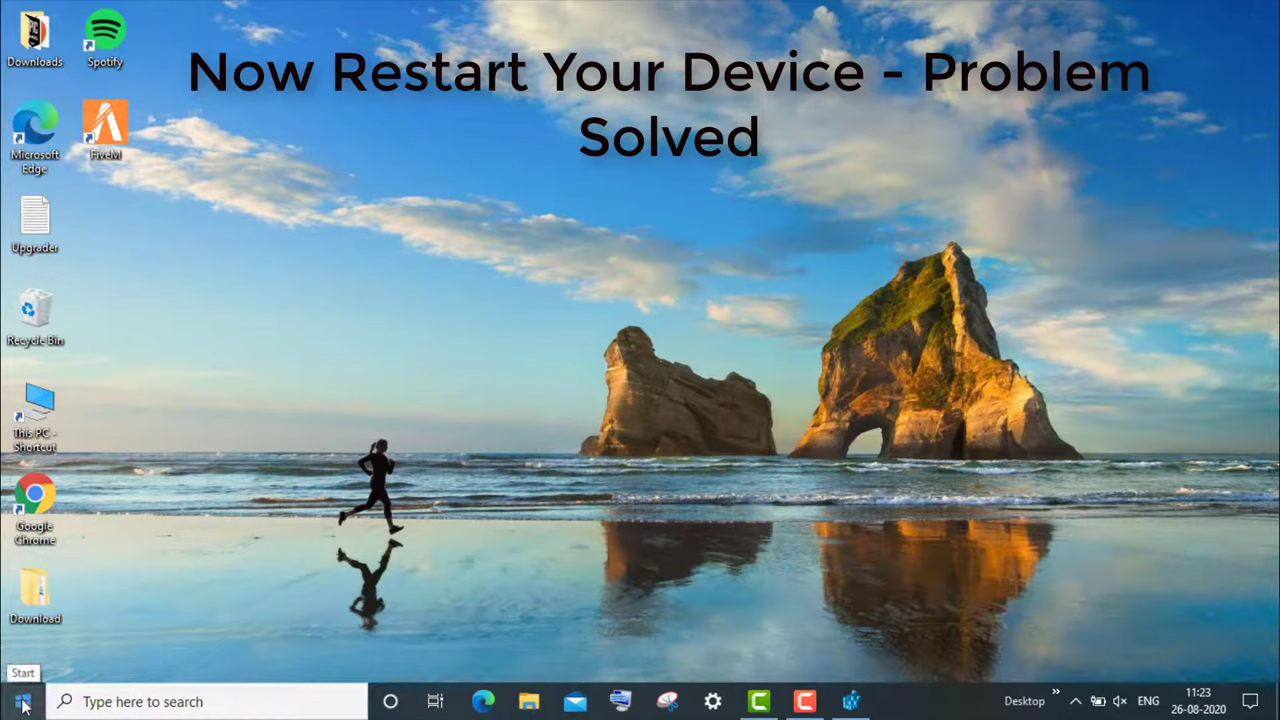 Now Restart Your Device - Problem
Solved
Downloads
Spotify
Microsoft
Edge
FiveM
Upgrader
Recycle Bin
This PC -
Shortcut
Google
Chrome
Download
Start
Type here to search
Desktop
ENG
11:23
26-08-2020